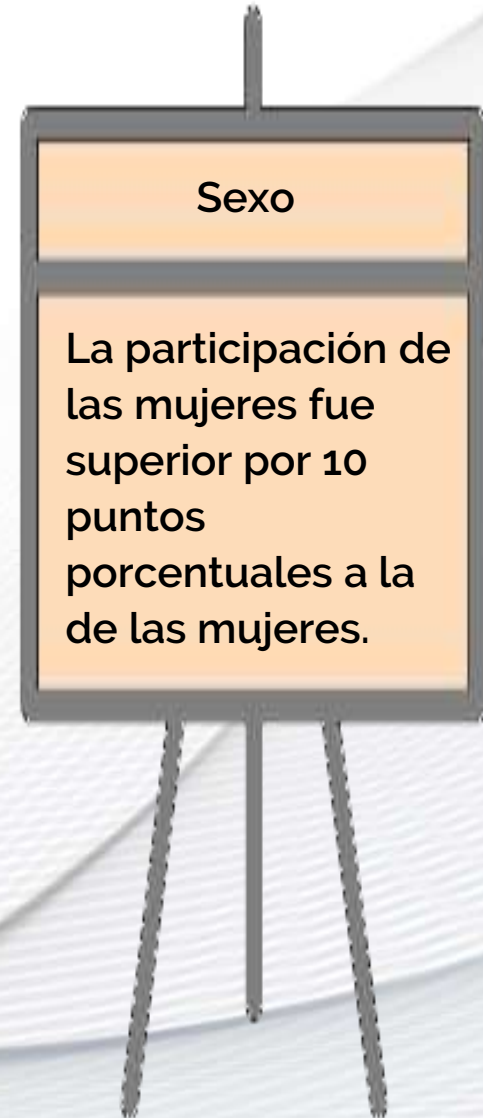 Sexo
La participación de
las mujeres fue
superior por 10
puntos
porcentuales a la
de las mujeres.